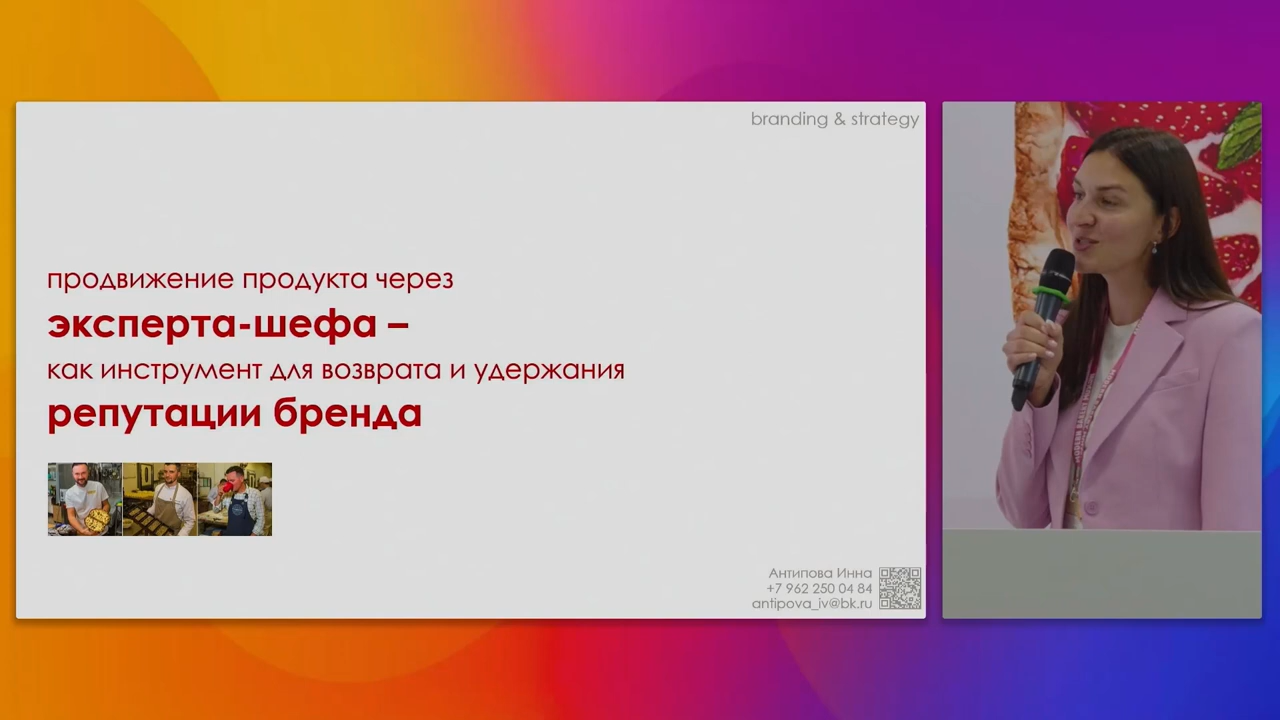 branding & strategy
продвижение продукта через
эксперта-шефа –
как инструмент для возврата и удержания
репутации бренда
Антипова Инна
+7 962 250 04 84
antipova_iv@bk.ru